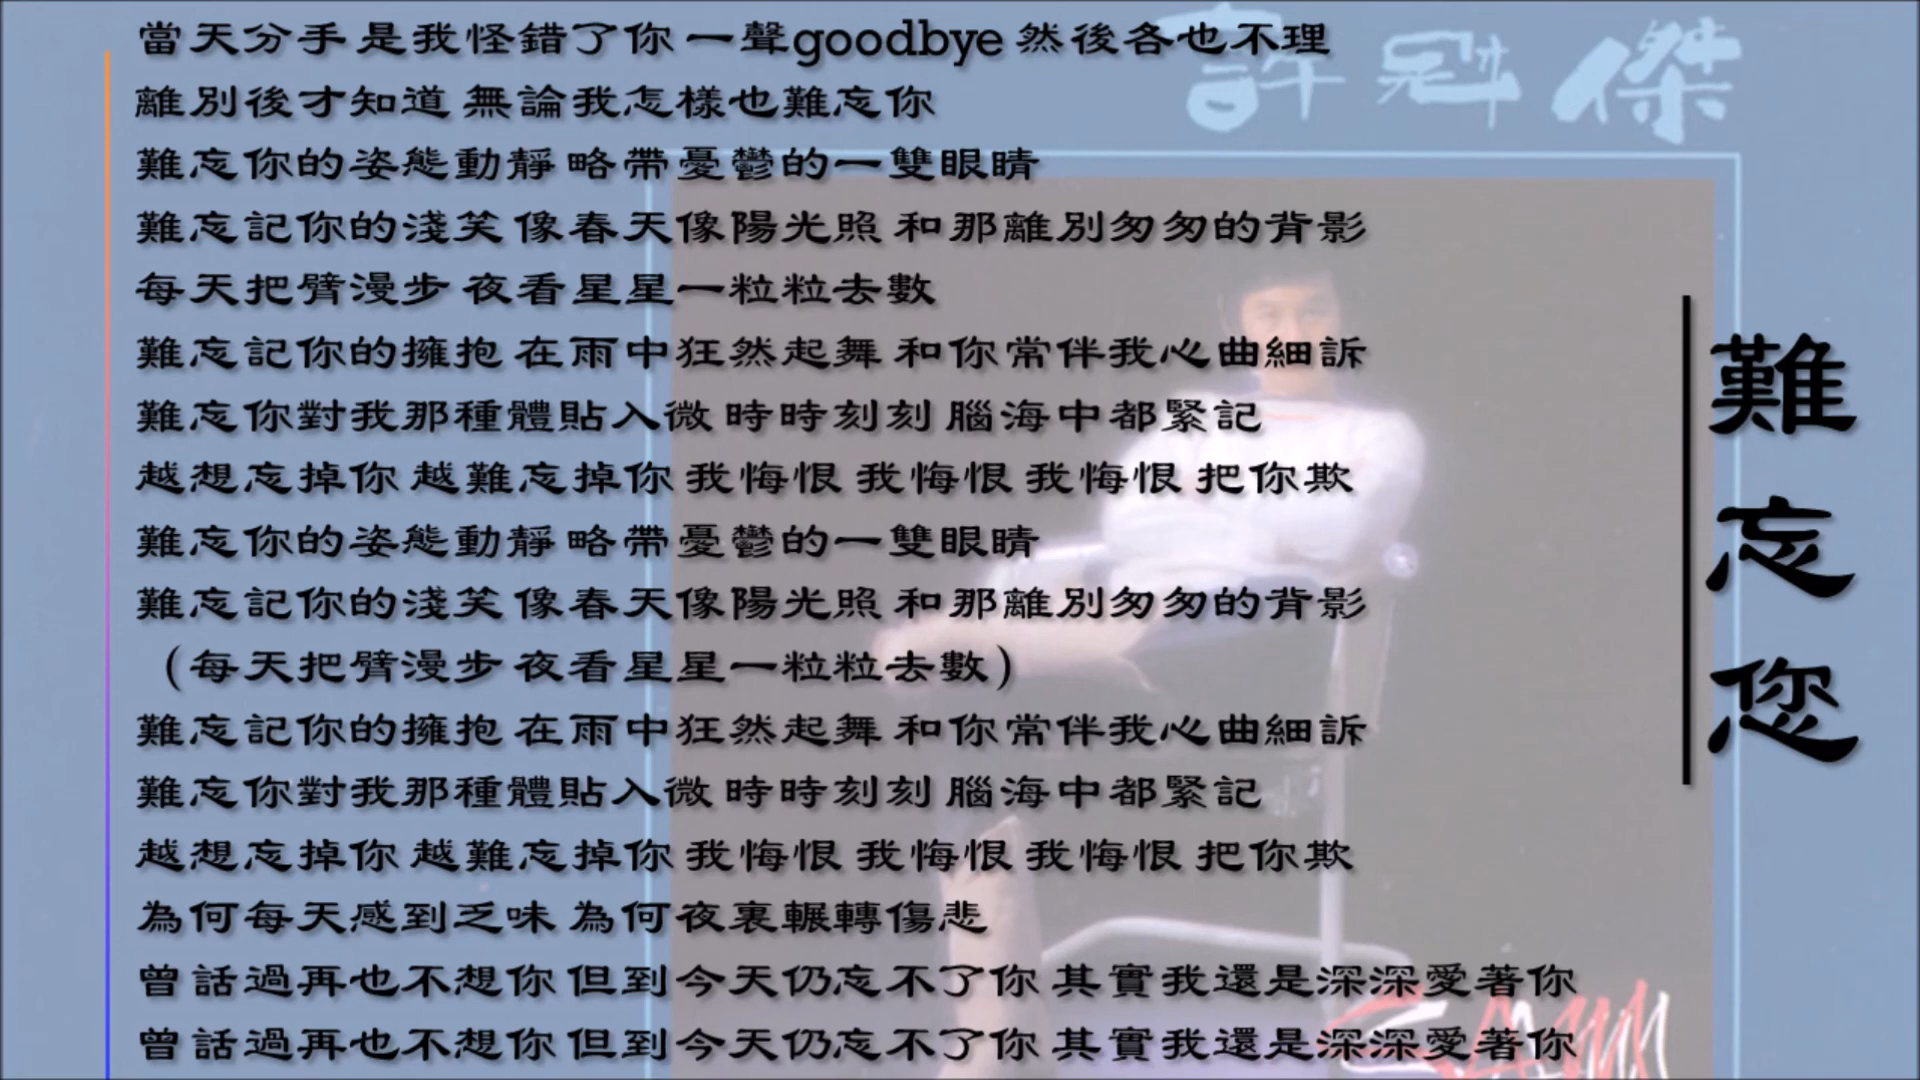 當天分手是我怪錯了你 一聲goodbye 然後各也不理
離別後才知道 無論我怎樣也難忘你
難忘你的姿態動靜 略帶憂鬱的一雙眼睛
難忘記你的淺笑 像春天像陽光照 和那離別匆匆的背影
每天把臂漫步 夜看星星一粒粒去數
難忘記你的擁抱 在雨中狂然起舞 和你常伴我心曲細訴
難忘你對我那種體貼入微 時時刻刻 腦海中都緊記
越想忘掉你 越難忘掉你 我悔恨 我悔恨 我悔恨 把你欺
難忘你的姿態動靜 略帶憂鬱的一雙眼睛
難忘記你的淺笑 像春天像陽光照 和那離別匆匆的背影
（每天把臂漫步 夜看星星一粒粒去數）
難忘記你的擁抱 在雨中狂然起舞 和你常伴我心曲細訴
難忘你對我那種體貼入微 時時刻刻 腦海中都緊記
越想忘掉你 越難忘掉你 我悔恨 我悔恨 我悔恨 把你欺
為何每天感到乏味 為何夜裏輾轉傷悲
曾話過再也不想你 但到今天仍忘不了你 其實我還是深深愛著你
曾話過再也不想你 但到今天仍忘不了你 其實我還是深深愛著你
許冠傑
難忘您
SAM